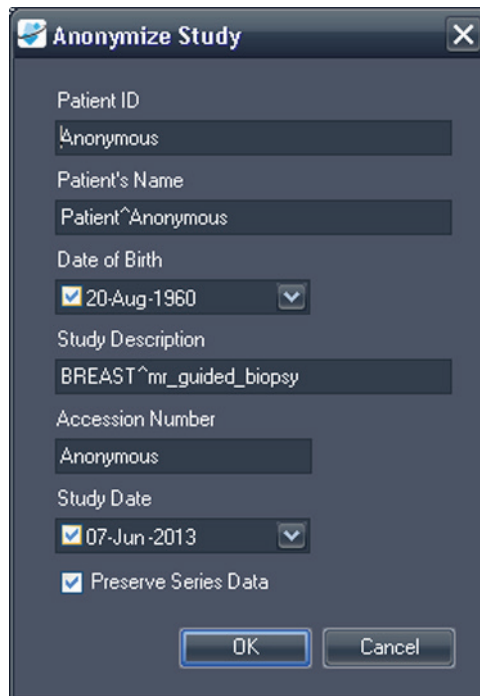 Anonymize Study
Patient ID
Anonymous
Patient's Name
Patient^Anonymous
Date of Birth
20-Aug-1960
Study Description
BREAST^mr_guided_biopsy
Accession Number
Anonymous
Study Date
07-Jun-2013
Preserve Series Data
OK Cancel